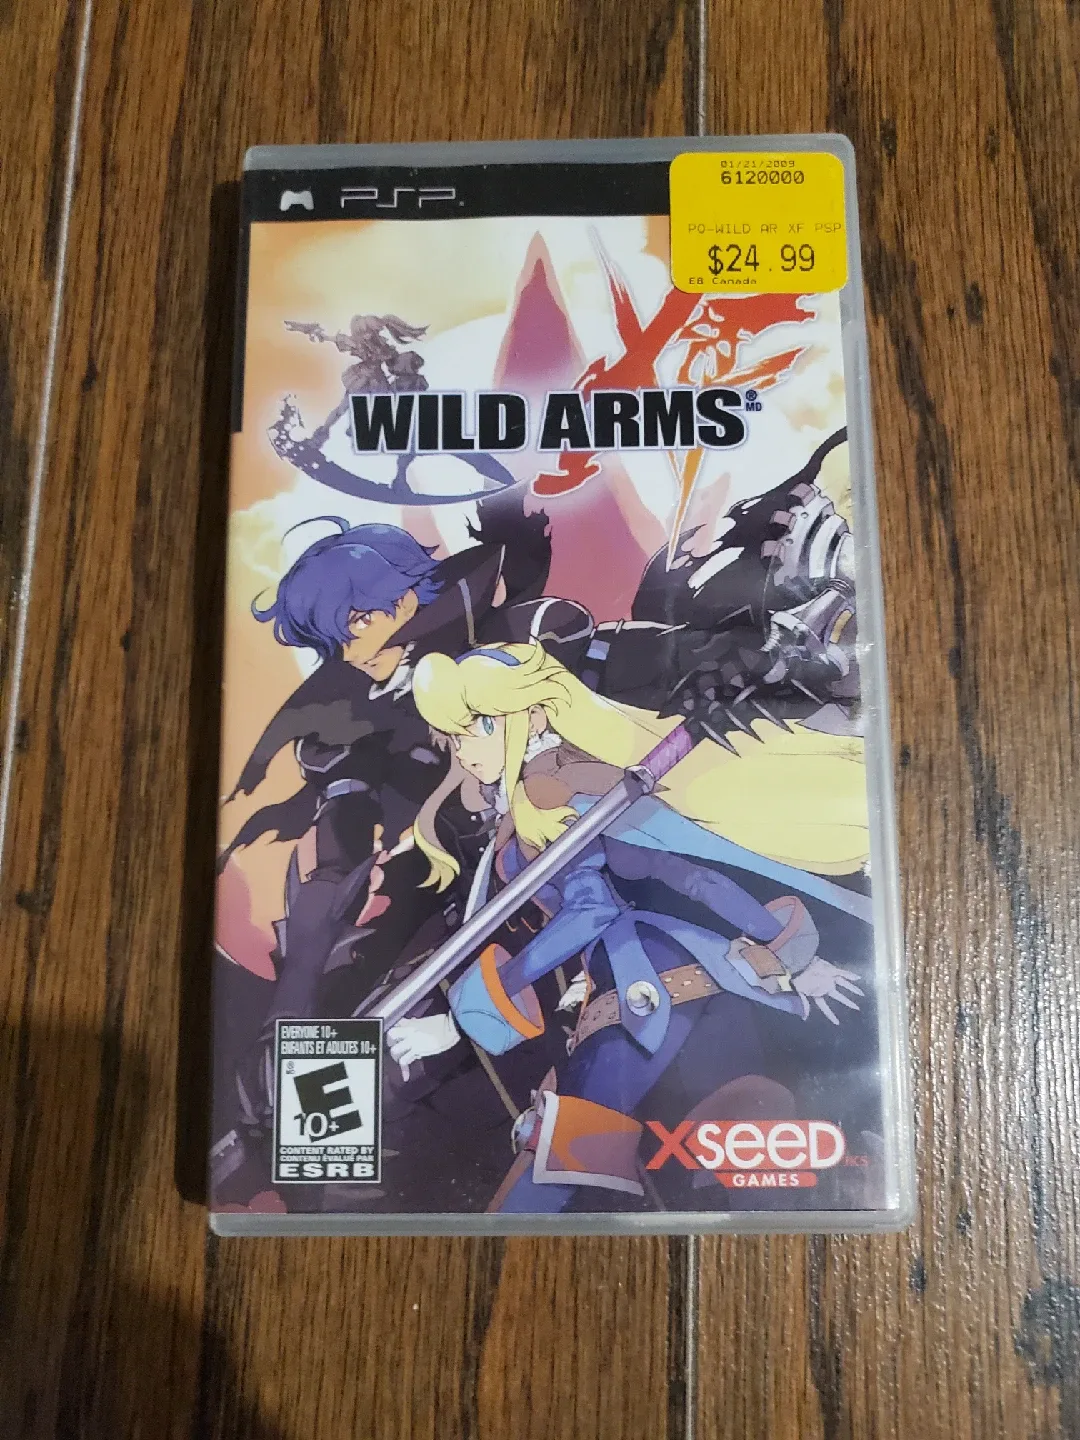 PSP
01/21/2009
6120000
PO-WILD AR XF PSP
$24.99
EB Canada
XF
WILD ARMS®
MD
EVERYONE 10+
ENFANTS ET ADULTES 10+
®
MD
E
10+
CONTENT RATED BY
CONTENU ÉVALUÉ PAR
ESRB
XSEED
GAMES